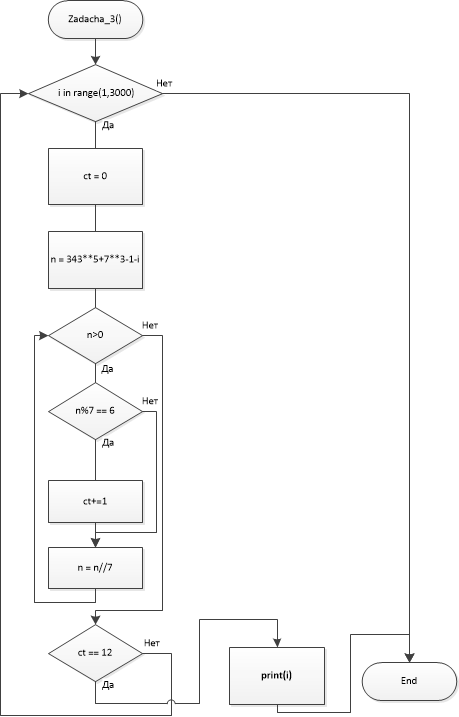 Zadacha_3()
i in range(1,3000)
Нет
Да
ct = 0
n = 343**5+7**3-1-i
n>0
Нет
Да
n%7 == 6
Нет
Да
ct+=1
n = n//7
ct == 12
Нет
Да
print(i)
End